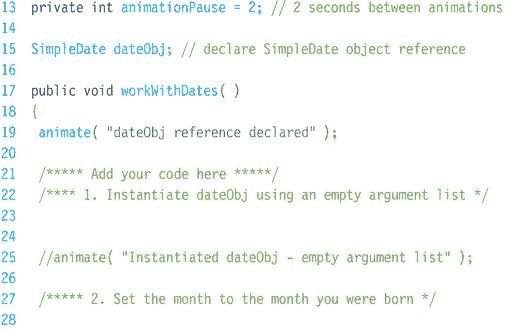 13 private int animationPause = 2; // 2 seconds between animations
14
15 SimpleDate dateObj; // declare SimpleDate object reference
16
17 public void workWithDates( )
18 {
19 animate( "dateObj reference declared" );
20
21 /***** Add your code here *****/
22 /**** 1. Instantiate dateObj using an empty argument list */
23
24
25 //animate( "Instantiated dateObj - empty argument list" );
26
27 /***** 2. Set the month to the month you were born */
28